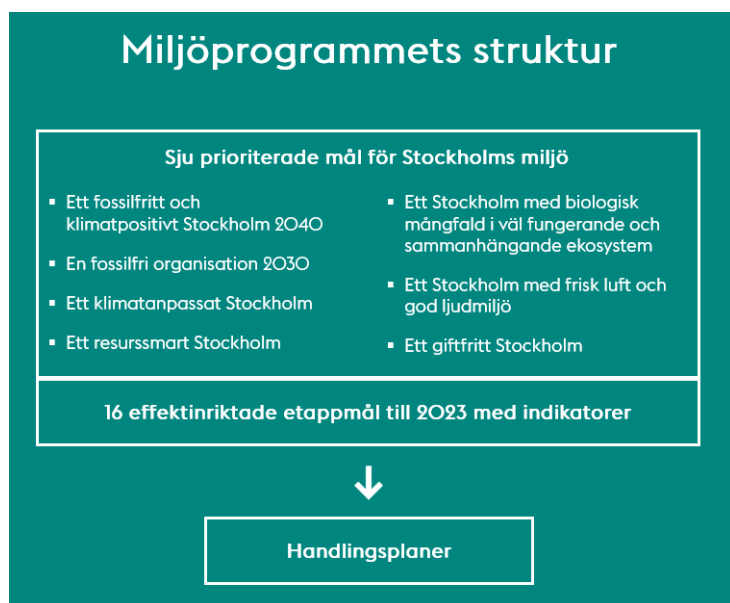 Miljöprogrammets struktur
Sju prioriterade mål för Stockholms miljö
▪ Ett fossilfritt och
klimatpositivt Stockholm 2040
▪ En fossilfri organisation 2030
▪ Ett klimatanpassat Stockholm
▪ Ett resurssmart Stockholm
▪ Ett Stockholm med biologisk
mångfald i väl fungerande och
sammanhängande ekosystem
▪ Ett Stockholm med frisk luft och
god ljudmiljö
▪ Ett giftfritt Stockholm
16 effektinriktade etappmål till 2023 med indikatorer
Handlingsplaner